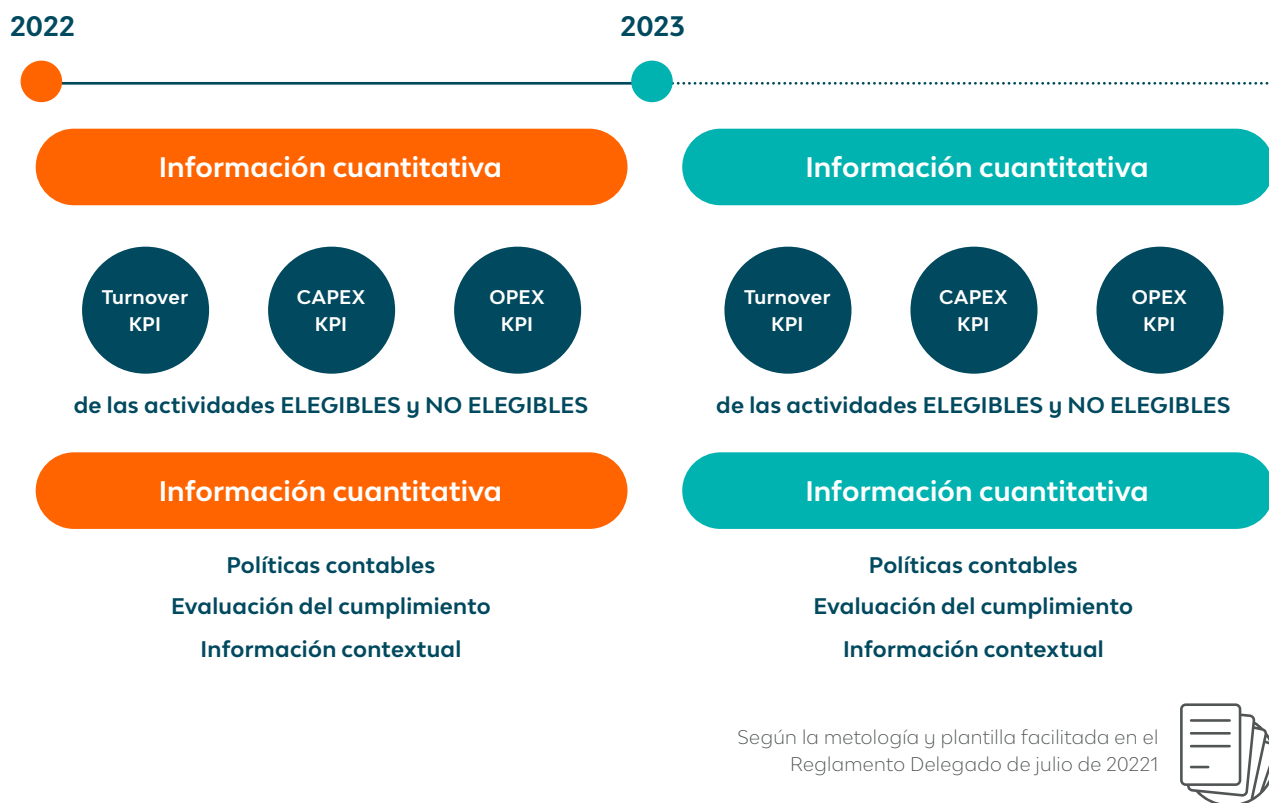 2022
2023
Información cuantitativa
Información cuantitativa
Turnover
KPI
CAPEX
KPI
OPEX
KPI
Turnover
KPI
CAPEX
KPI
OPEX
KPI
de las actividades ELEGIBLES y NO ELEGIBLES
de las actividades ELEGIBLES y NO ELEGIBLES
Información cuantitativa
Información cuantitativa
Políticas contables
Evaluación del cumplimiento
Información contextual
Políticas contables
Evaluación del cumplimiento
Información contextual
Según la metología y plantilla facilitada en el
Reglamento Delegado de julio de 20221